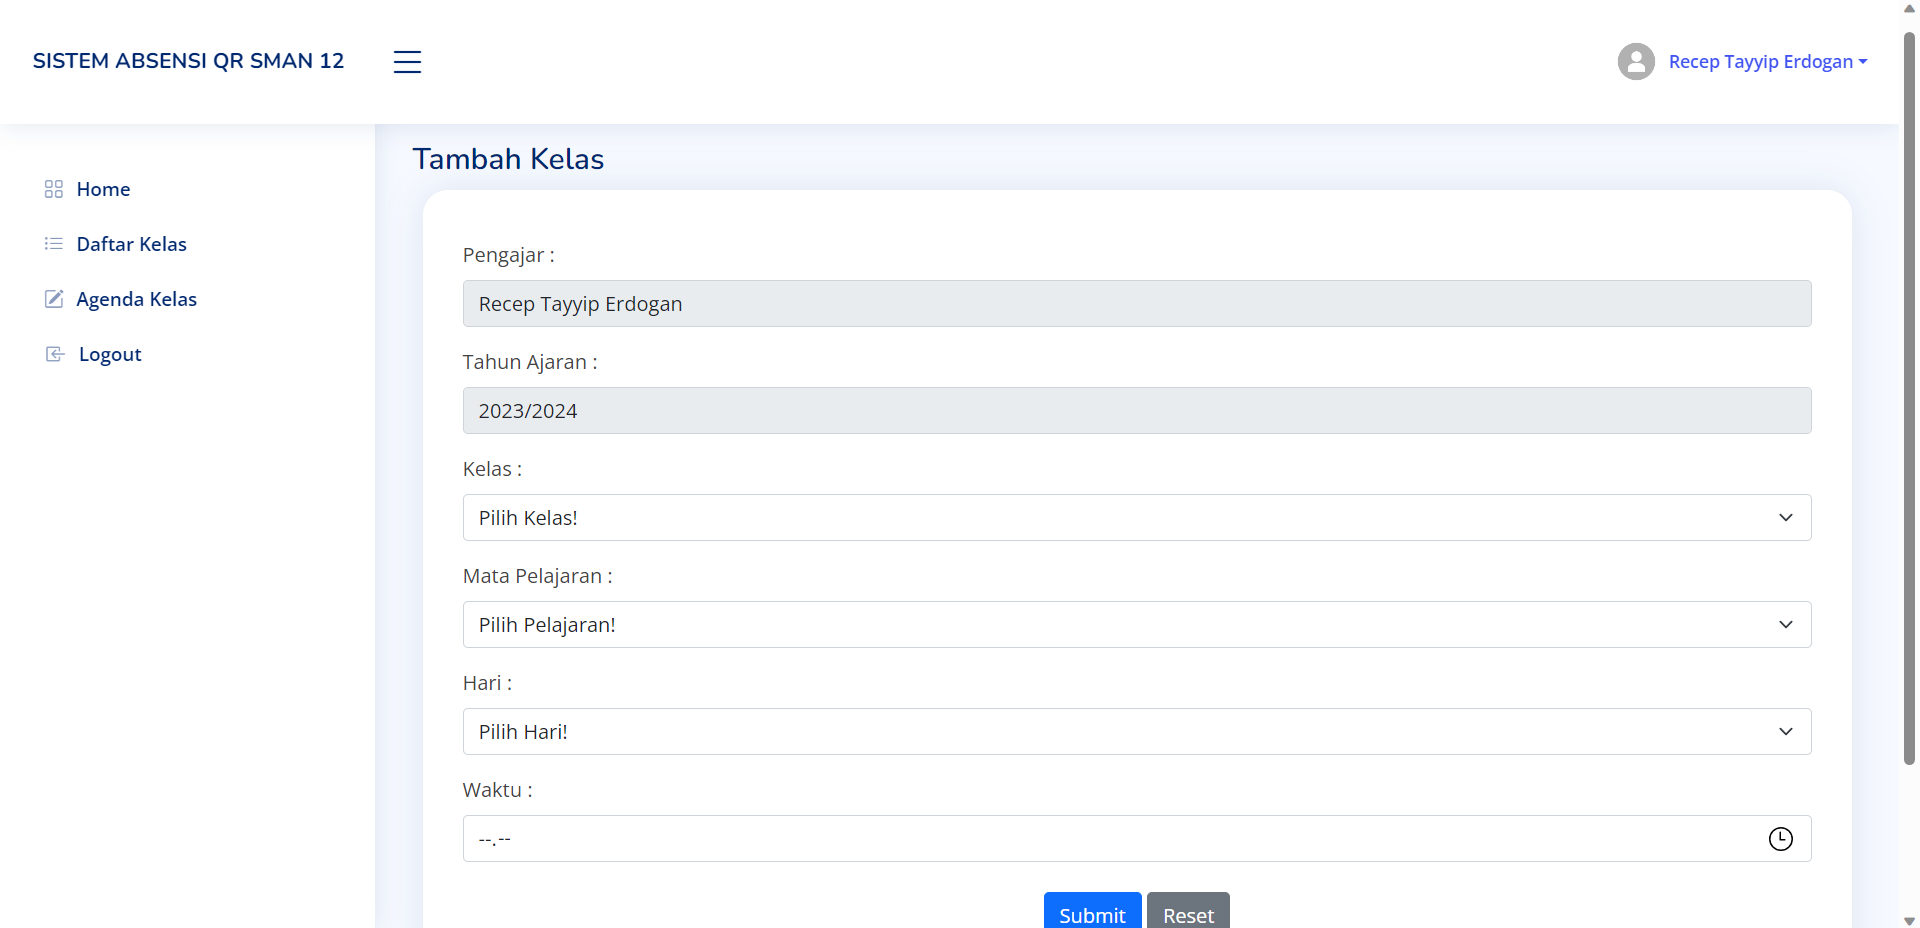 SISTEM ABSENSI QR SMAN 12
Recep Tayyip Erdogan
Home
Daftar Kelas
Agenda Kelas
Logout
Tambah Kelas
Pengajar :
Recep Tayyip Erdogan
Tahun Ajaran :
2023/2024
Kelas :
Pilih Kelas!
Mata Pelajaran :
Pilih Pelajaran!
Hari :
Pilih Hari!
Waktu :
--.--
Submit Reset